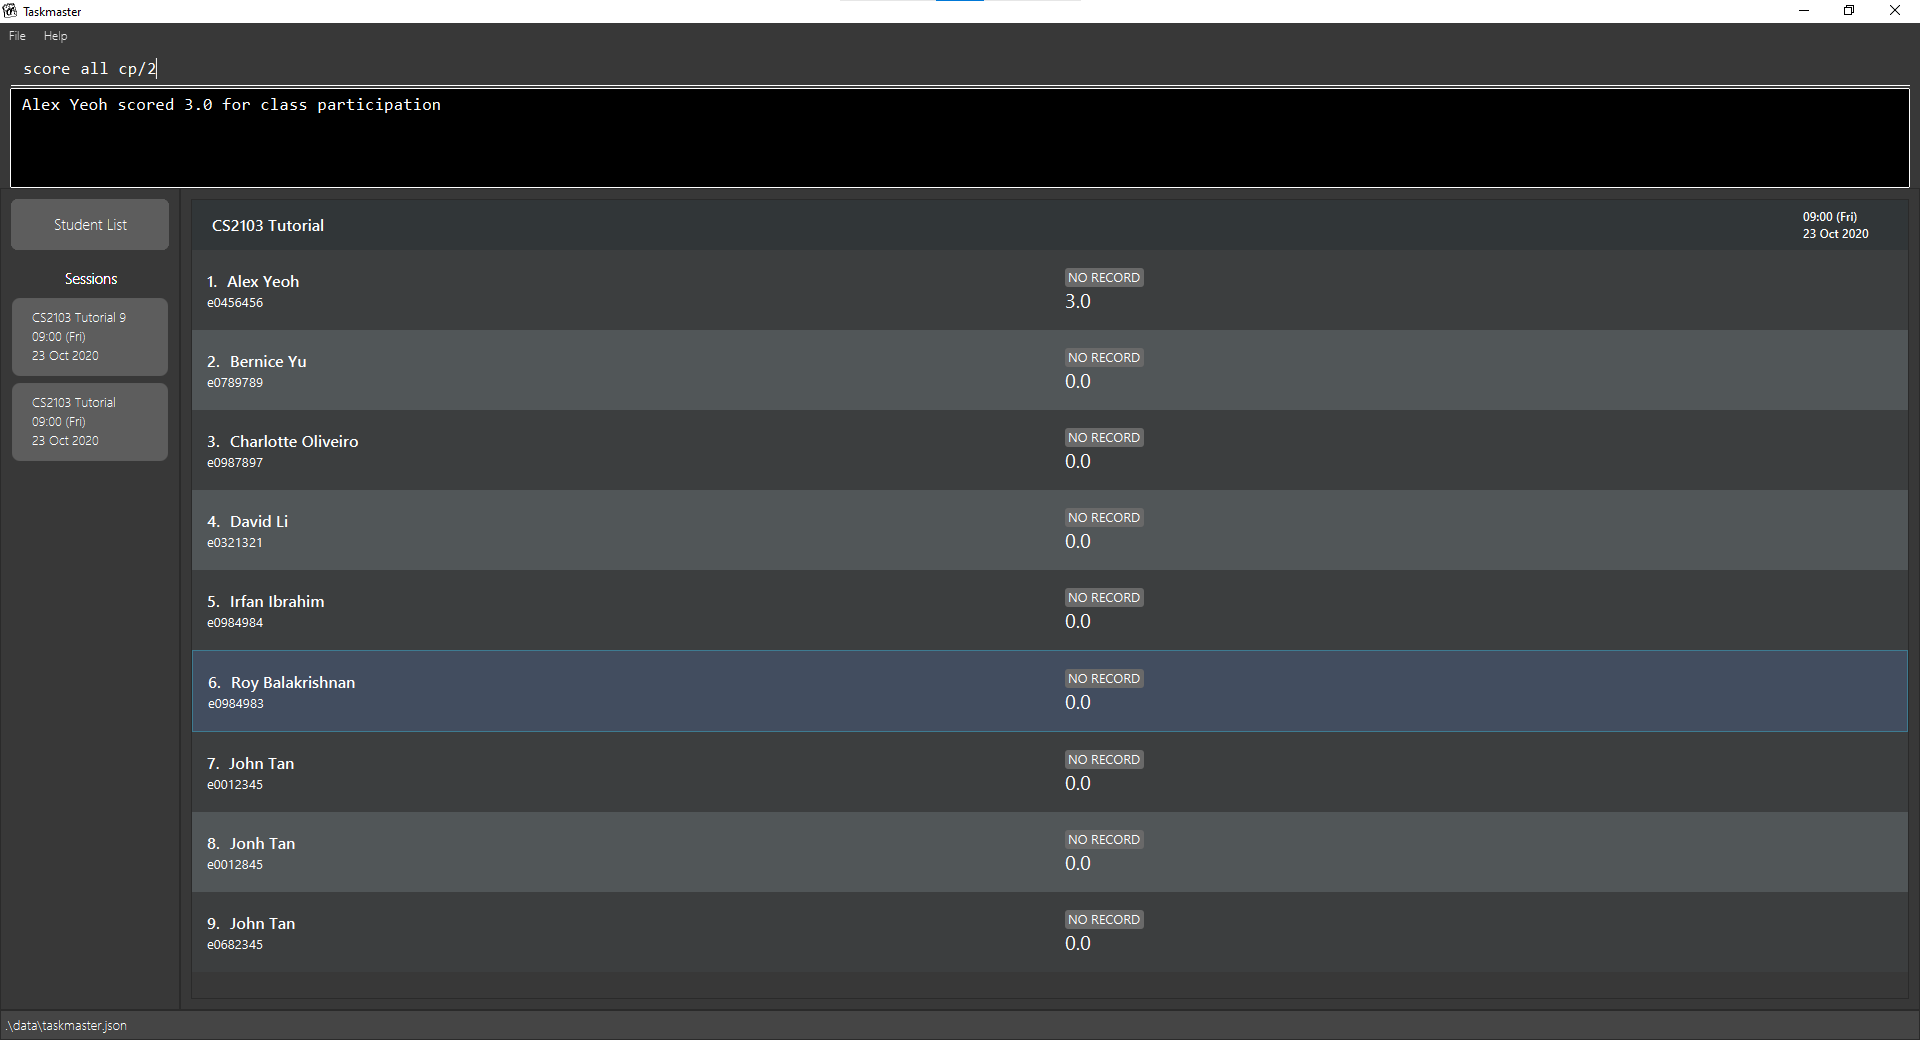 Taskmaster
File Help
score all cp/2
Alex Yeoh scored 3.0 for class participation
Student List
Sessions
CS2103 Tutorial 9
09:00 (Fri)
23 Oct 2020
CS2103 Tutorial
09:00 (Fri)
23 Oct 2020
CS2103 Tutorial
09:00 (Fri)
23 Oct 2020
1. Alex Yeoh
e0456456
NO RECORD
3.0
2. Bernice Yu
e0789789
NO RECORD
0.0
3. Charlotte Oliveiro
e0987897
NO RECORD
0.0
4. David Li
e0321321
NO RECORD
0.0
5. Irfan Ibrahim
e0984984
NO RECORD
0.0
6. Roy Balakrishnan
e0984983
NO RECORD
0.0
7. John Tan
e0012345
NO RECORD
0.0
8. Jonh Tan
e0012845
NO RECORD
0.0
9. John Tan
e0682345
NO RECORD
0.0
.\data\taskmaster.json